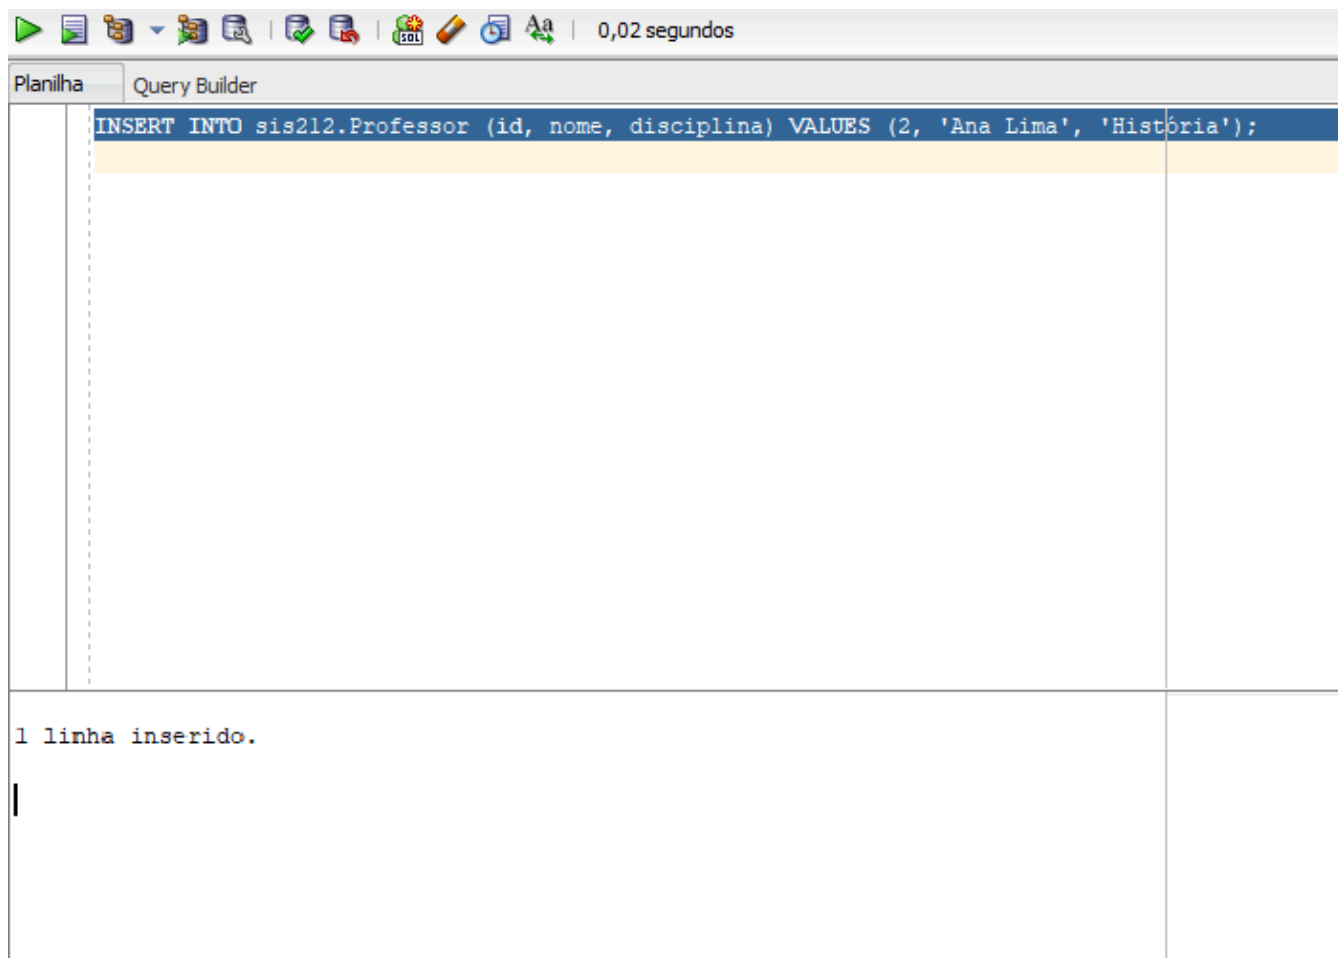 0,02 segundos
Planilha Query Builder
INSERT INTO sis212.Professor (id, nome, disciplina) VALUES (2, 'Ana Lima', 'História');
1 linha inserido.